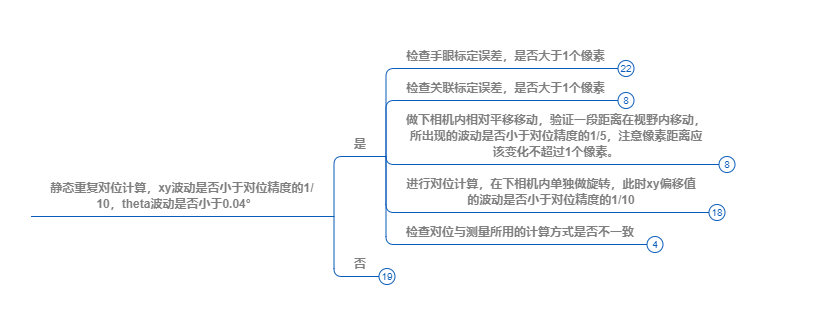 检查手眼标定误差，是否大于1个像素
22
检查关联标定误差，是否大于1个像素
8
做下相机内相对平移移动，验证一段距离在视野内移动，
所出现的波动是否小于对位精度的1/5，注意像素距离应
该变化不超过1个像素。
8
是
静态重复对位计算，xy波动是否小于对位精度的1/
10，theta波动是否小于0.04°
进行对位计算，在下相机内单独做旋转，此时xy偏移值
的波动是否小于对位精度的1/10
18
检查对位与测量所用的计算方式是否不一致
4
否
19